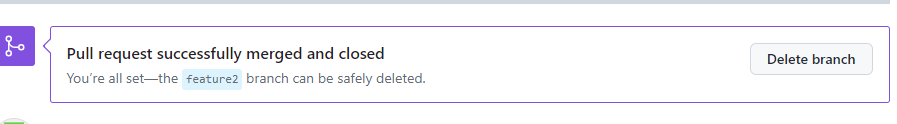 Pull request successfully merged and closed
You're all set—the feature2 branch can be safely deleted.
Delete branch